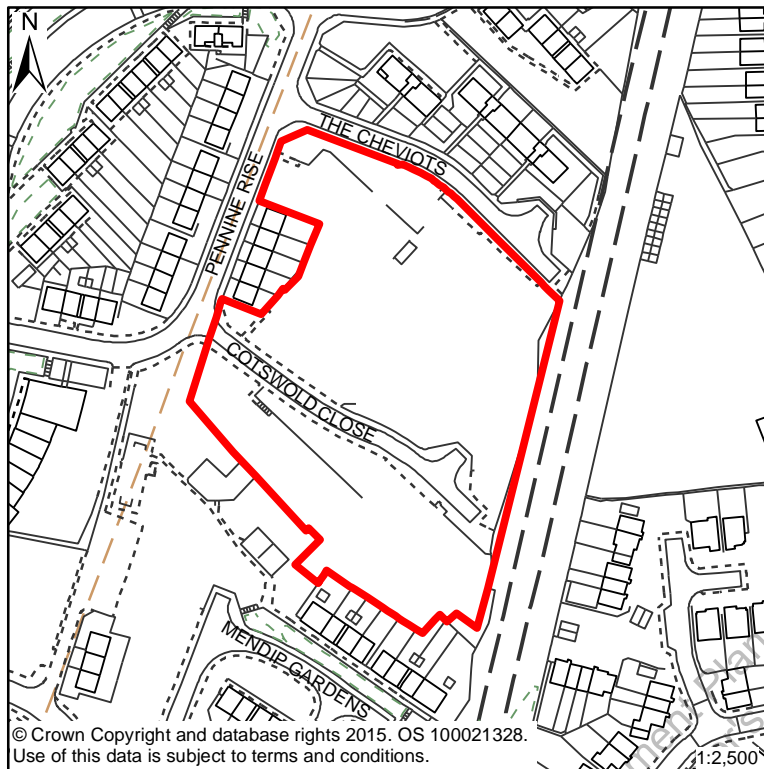 N
THE CHEVIOTS
PENNINE RISE
COTSWOLD CLOSE
MENDIP GARDENS
© Crown Copyright and database rights 2015. OS 100021328.
Use of this data is subject to terms and conditions.
1:2,500